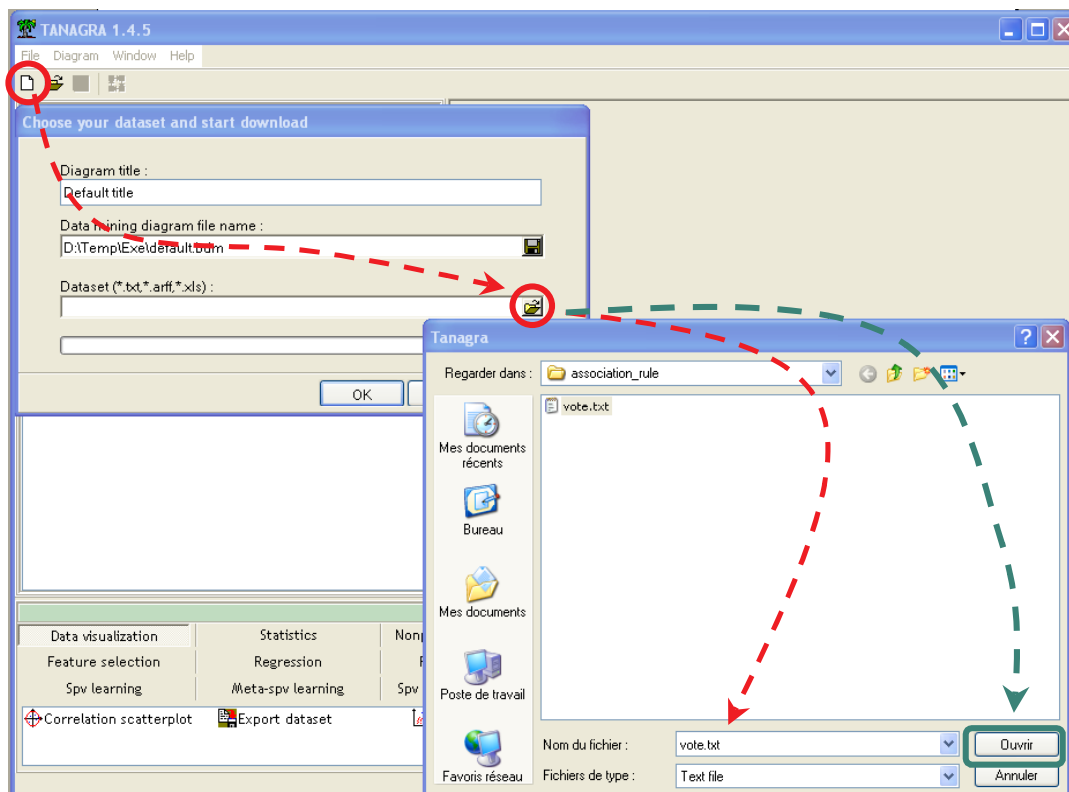 TANAGRA 1.4.5
File Diagram Window Help
Choose your dataset and start download
Diagram title :
Default title
Data mining diagram file name :
D:\Temp\Exe\default.bdm
Dataset (*.txt,*.arff,*.xls) :
OK
Tanagra
Regarder dans :
association_rule
vote.txt
Mes documents
récents
Bureau
Mes documents
Poste de travail
Favoris réseau
Nom du fichier :
vote.txt
Ouvrir
Fichiers de type :
Text file
Annuler
Data visualization
Statistics
Feature selection
Regression
Spv learning
Meta-spv learning
Spv
Correlation scatterplot
Export dataset